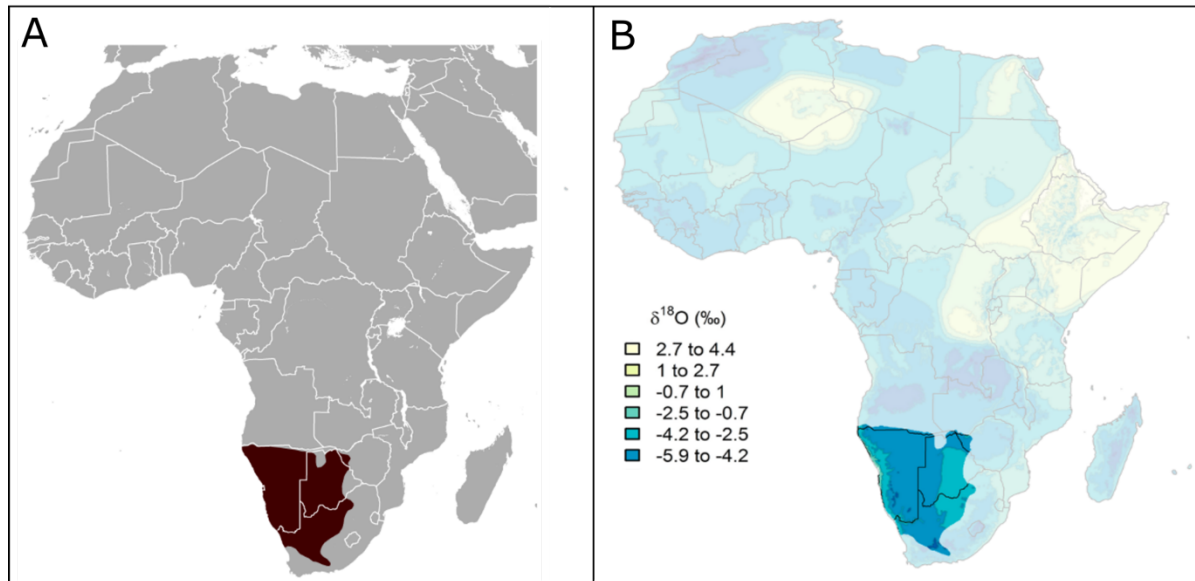 A
B
δ¹⁸O (‰)
2.7 to 4.4
1 to 2.7
-0.7 to 1
-2.5 to -0.7
-4.2 to -2.5
-5.9 to -4.2